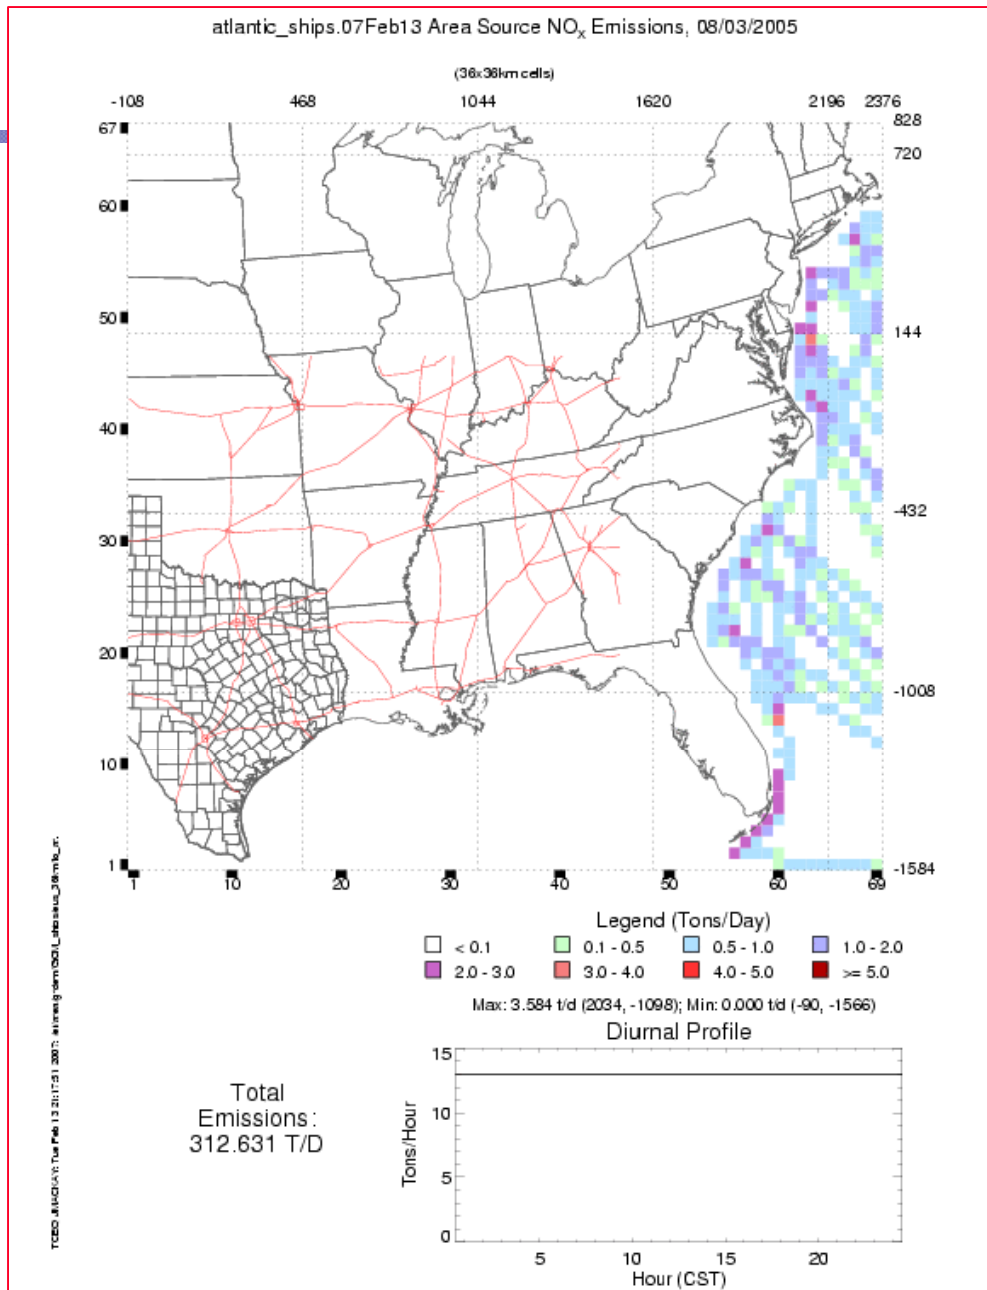 atlantic_ships.07Feb13 Area Source NOx Emissions, 08/03/2005
(36x36km cells)
-108 468 1044 1620 2196 2376
67 828
720
60
50 144
40
-432
30
20
-1008
10
1 -1584
1 10 20 30 40 50 60 69
Legend (Tons/Day)
< 0.1 0.1 - 0.5 0.5 - 1.0 1.0 - 2.0
2.0 - 3.0 3.0 - 4.0 4.0 - 5.0 >= 5.0
Max: 3.584 t/d (2034, -1098); Min: 0.000 t/d (-90, -1566)
Diurnal Profile
Total
Emissions:
312.631 T/D
Tons/Hour
15
10
5
0
5 10 15 20
Hour (CST)